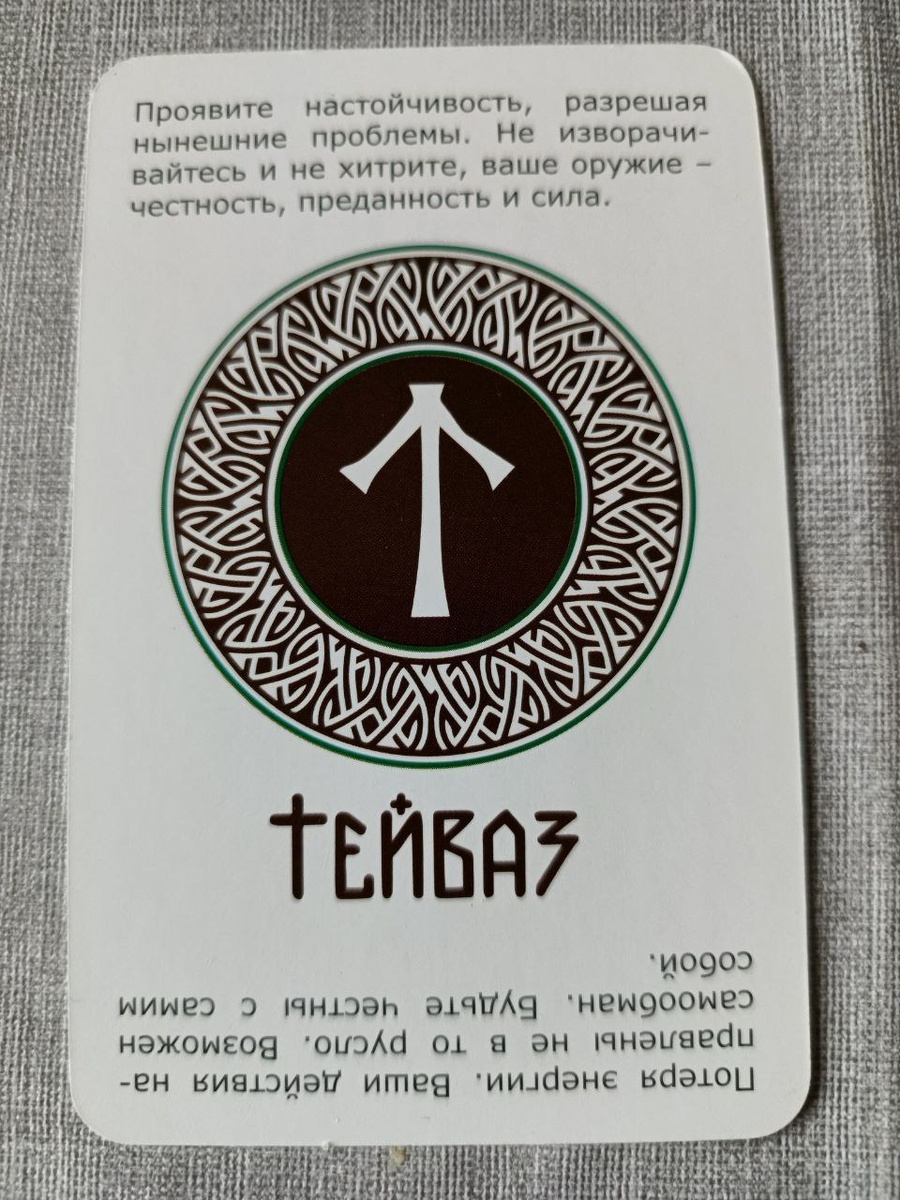 Проявите настойчивость, разрешая
нынешние проблемы. Не изворачи-
вайтесь и не хитрите, ваше оружие –
честность, преданность и сила.
ТЕЙВАЗ
Потеря энергии. Ваши действия на-
правлены не в то русло. Возможен
самообман. Будьте честны с самим
собой.